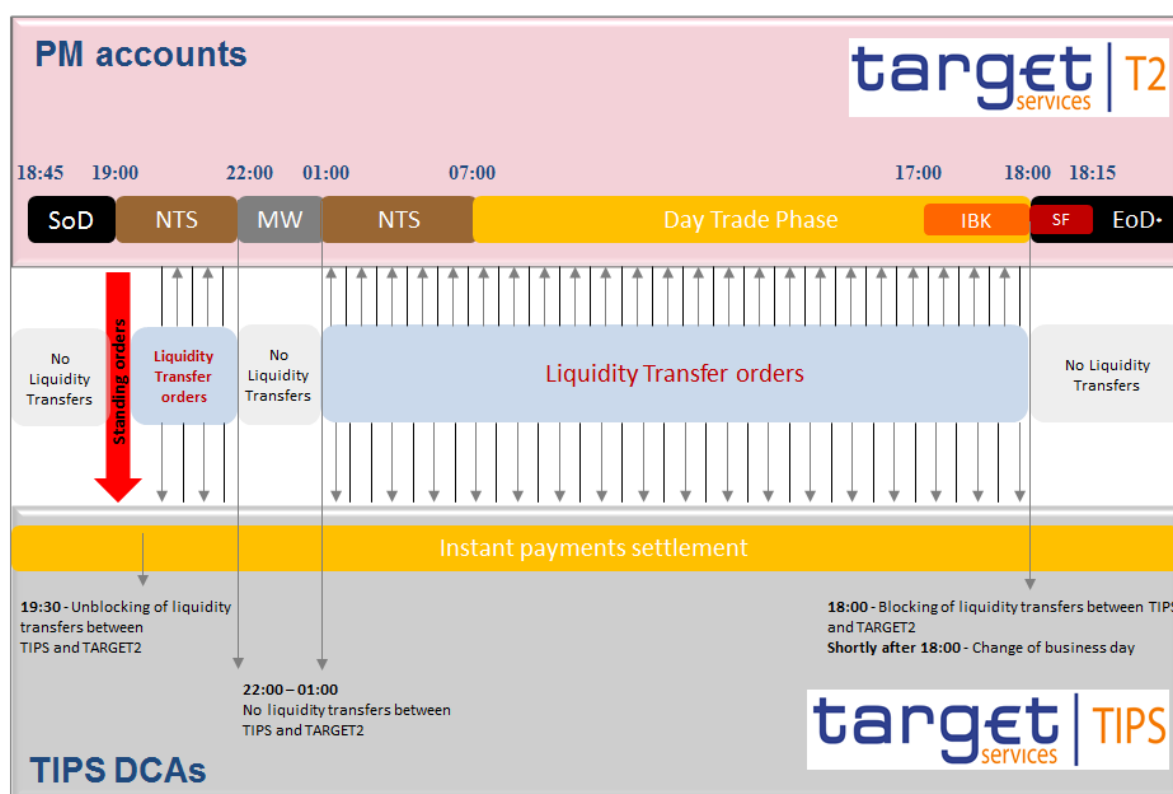 PM accounts
target | T2
services
18:45 19:00 22:00 01:00 07:00 17:00 18:00 18:15
SoD NTS MW NTS Day Trade Phase IBK SF EoD•
Standing orders
No
Liquidity
Transfers
Liquidity
Transfer
orders
No
Liquidity
Transfers
Liquidity Transfer orders
No Liquidity
Transfers
Instant payments settlement
19:30 - Unblocking of liquidity
transfers between
TIPS and TARGET2
22:00 – 01:00
No liquidity transfers between
TIPS and TARGET2
18:00 - Blocking of liquidity transfers between TIPS
and TARGET2
Shortly after 18:00 - Change of business day
target | TIPS
services
TIPS DCAs